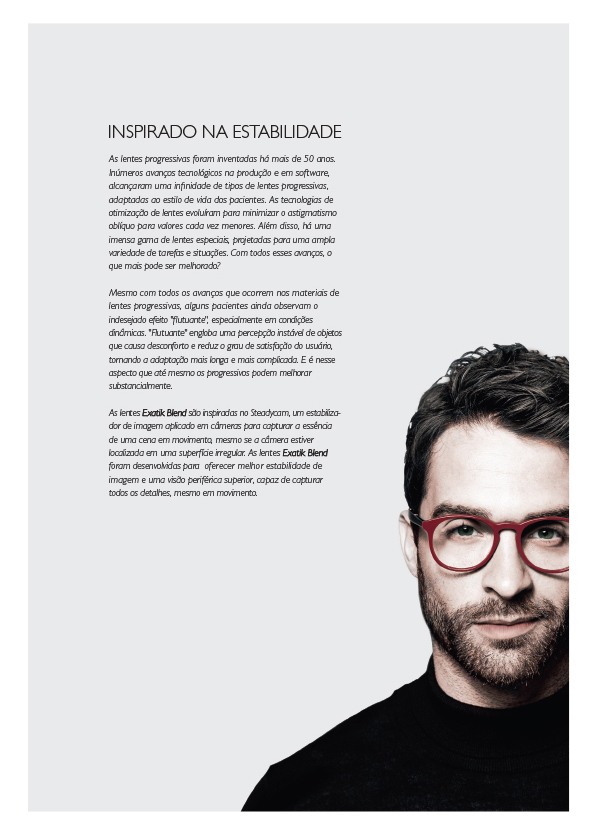 INSPIRADO NA ESTABILIDADE
As lentes progressivas foram inventadas há mais de 50 anos.
Inúmeros avanços tecnológicos na produção e em software,
alcançaram uma infinidade de tipos de lentes progressivas,
adaptadas ao estilo de vida dos pacientes. As tecnologias de
otimização de lentes evoluíram para minimizar o astigmatismo
oblíquo para valores cada vez menores. Além disso, há uma
imensa gama de lentes especiais, projetadas para uma ampla
variedade de tarefas e situações. Com todos esses avanços, o
que mais pode ser melhorado?
Mesmo com todos os avanços que ocorrem nos materiais de
lentes progressivas, alguns pacientes ainda observam o
indesejado efeito "flutuante", especialmente em condições
dinâmicas. "Flutuante" engloba uma percepção instável de objetos
que causa desconforto e reduz o grau de satisfação do usuário,
tornando a adaptação mais longa e mais complicada. E é nesse
aspecto que até mesmo os progressivos podem melhorar
substancialmente.
As lentes Exatik Blend são inspiradas no Steadycam, um estabiliza-
dor de imagem aplicado em câmeras para capturar a essência
de uma cena em movimento, mesmo se a câmera estiver
localizada em uma superfície irregular. As lentes Exatik Blend
foram desenvolvidas para oferecer melhor estabilidade de
imagem e uma visão periférica superior, capaz de capturar
todos os detalhes, mesmo em movimento.